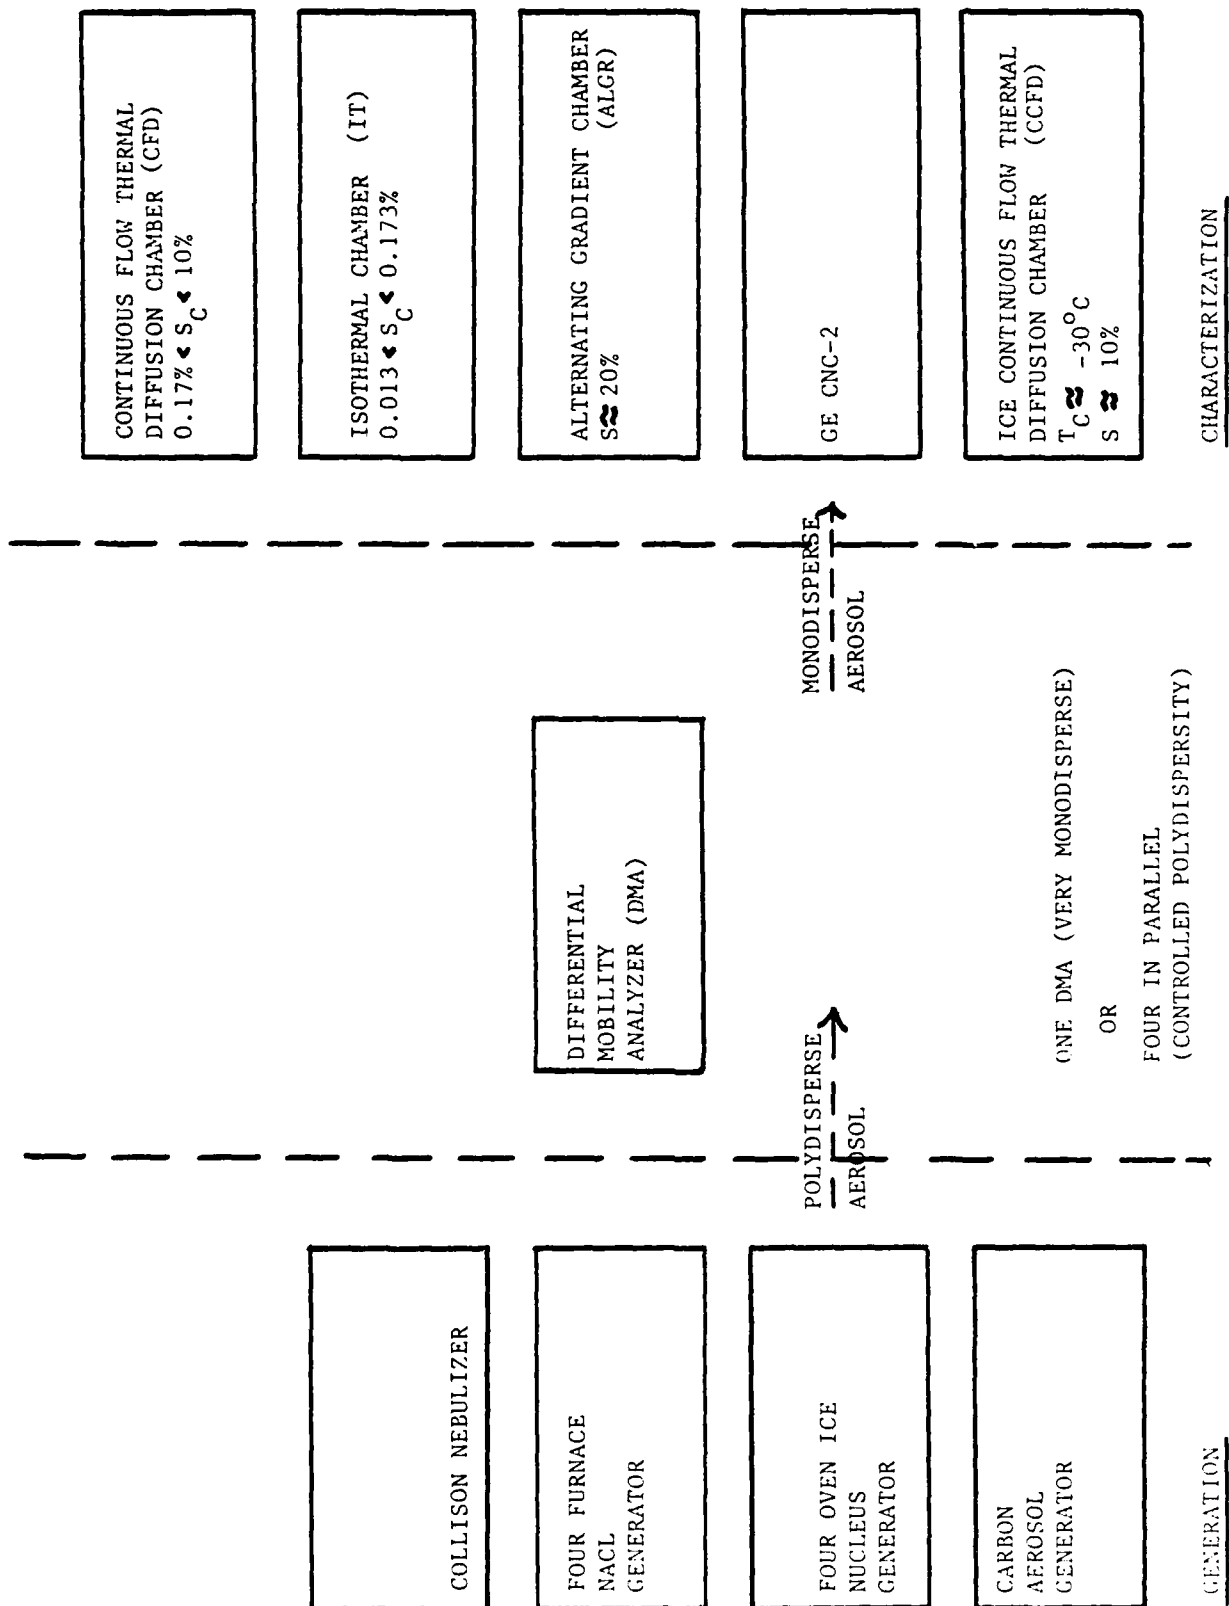 COLLISON NEBULIZER
FOUR FURNACE
NACL
GENERATOR
FOUR OVEN ICE
NUCLEUS
GENERATOR
CARBON
AEROSOL
GENERATOR
GENERATION
POLYDISPERSE
AEROSOL
DIFFERENTIAL
MOBILITY
ANALYZER (DMA)
ONE DMA (VERY MONODISPERSE)
OR
FOUR IN PARALLEL
(CONTROLLED POLYDISPERSITY)
MONODISPERSE
AEROSOL
CONTINUOUS FLOW THERMAL
DIFFUSION CHAMBER (CFD)
0.17% < S_C < 10%
ISOTHERMAL CHAMBER (IT)
0.013 < S_C < 0.173%
ALTERNATING GRADIENT CHAMBER
S≈20% (ALGR)
GE CNC-2
ICE CONTINUOUS FLOW THERMAL
DIFFUSION CHAMBER (CCFD)
T_C ≈ -30°C
S ≈ 10%
CHARACTERIZATION